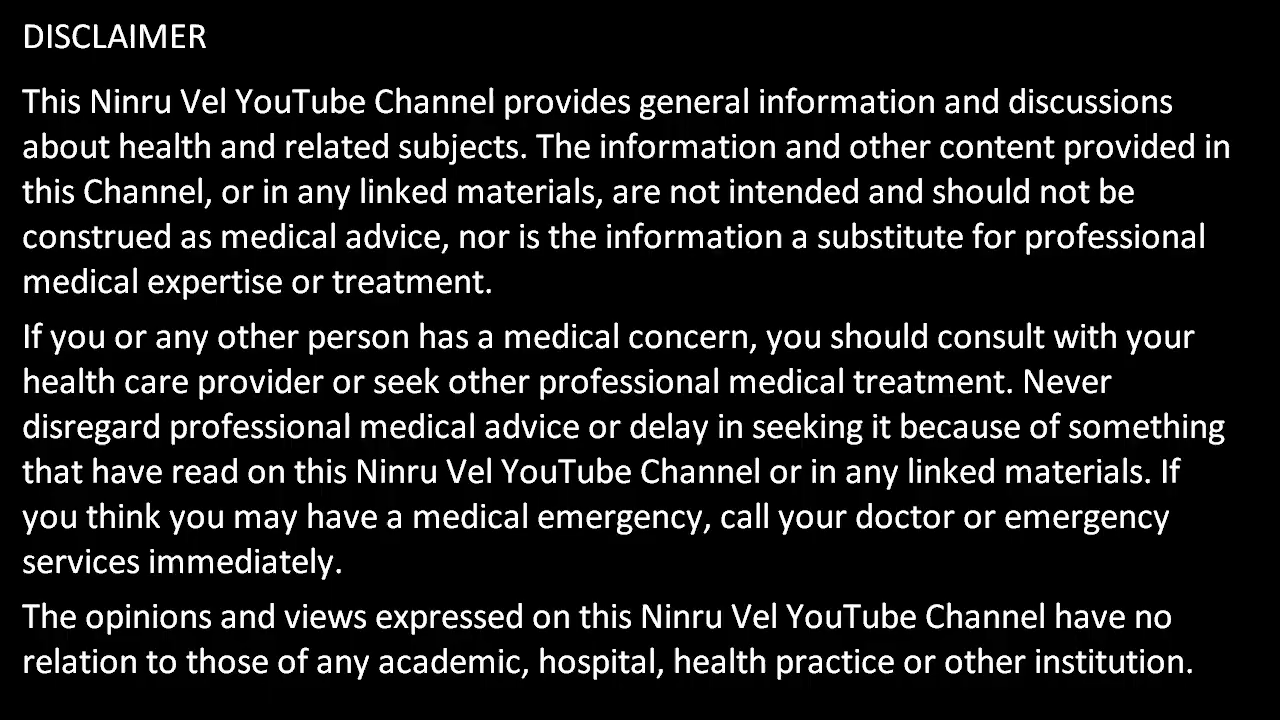 DISCLAIMER
This Ninru Vel YouTube Channel provides general information and discussions
about health and related subjects. The information and other content provided in
this Channel, or in any linked materials, are not intended and should not be
construed as medical advice, nor is the information a substitute for professional
medical expertise or treatment.
If you or any other person has a medical concern, you should consult with your
health care provider or seek other professional medical treatment. Never
disregard professional medical advice or delay in seeking it because of something
that have read on this Ninru Vel YouTube Channel or in any linked materials. If
you think you may have a medical emergency, call your doctor or emergency
services immediately.
The opinions and views expressed on this Ninru Vel YouTube Channel have no
relation to those of any academic, hospital, health practice or other institution.